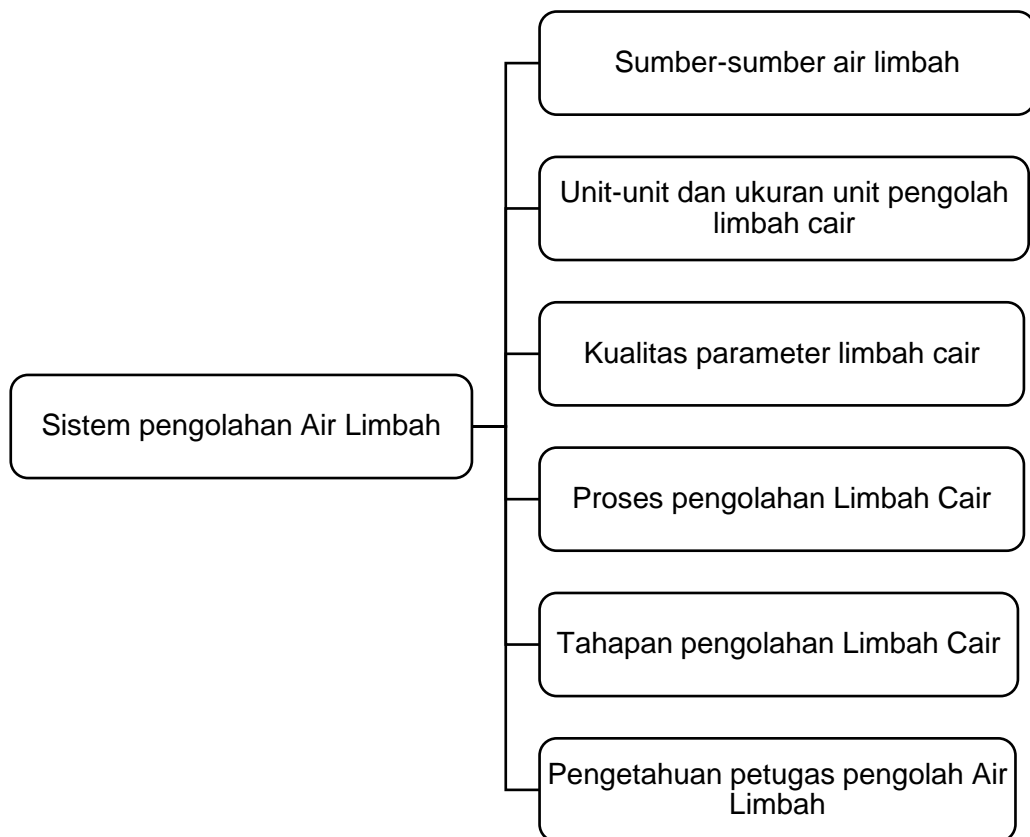 Sumber-sumber air limbah
Unit-unit dan ukuran unit pengolah
limbah cair
Kualitas parameter limbah cair
Sistem pengolahan Air Limbah
Proses pengolahan Limbah Cair
Tahapan pengolahan Limbah Cair
Pengetahuan petugas pengolah Air
Limbah